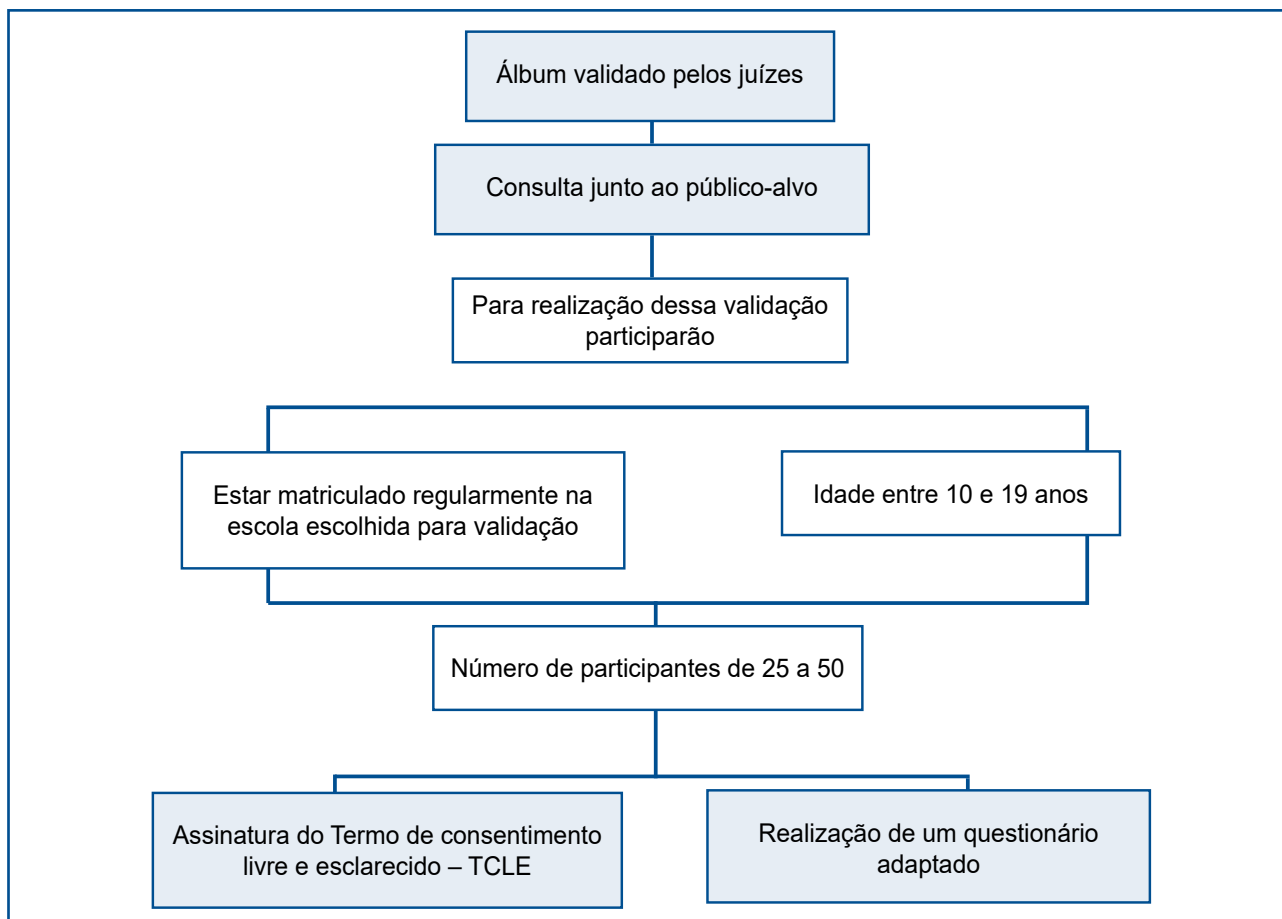 Álbum validado pelos juízes
Consulta junto ao público-alvo
Para realização dessa validação
participarão
Estar matriculado regularmente na
escola escolhida para validação
Idade entre 10 e 19 anos
Número de participantes de 25 a 50
Assinatura do Termo de consentimento
livre e esclarecido – TCLE
Realização de um questionário
adaptado